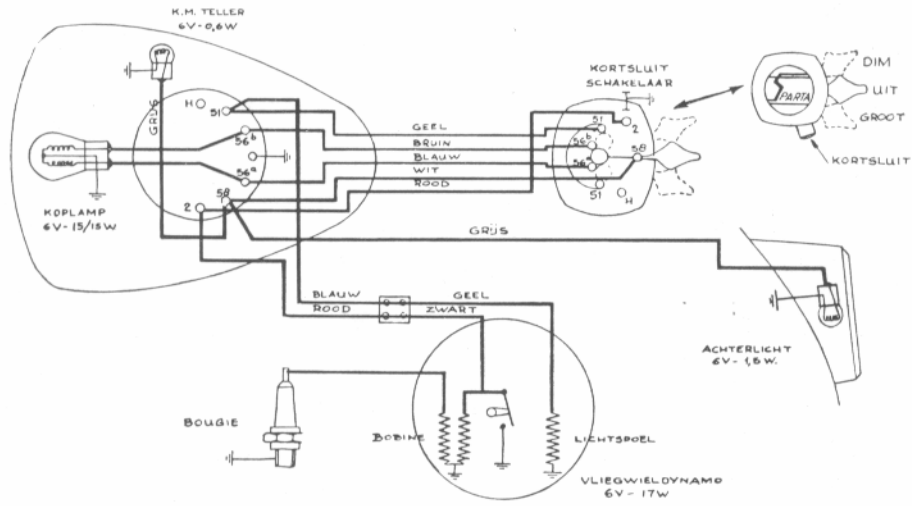 K.M. TELLER
6V-0,6W
KORTSLUIT
SCHAKELAAR
DIM
UIT
GROOT
SPARTA
KORTSLUIT
GRIJS
H
51
56b
56a
58
2
KOPLAMP
6V-15/15W
GEEL
BRUIN
BLAUW
WIT
ROOD
51
2
56b
56a
58
51
H
GRIJS
BLAUW
GEEL
ROOD
ZWART
ACHTERLICHT
6V-1,5W.
BOUGIE
BOBINE
LICHTSPOEL
VLIEGWIELDYNAMO
6V-17W